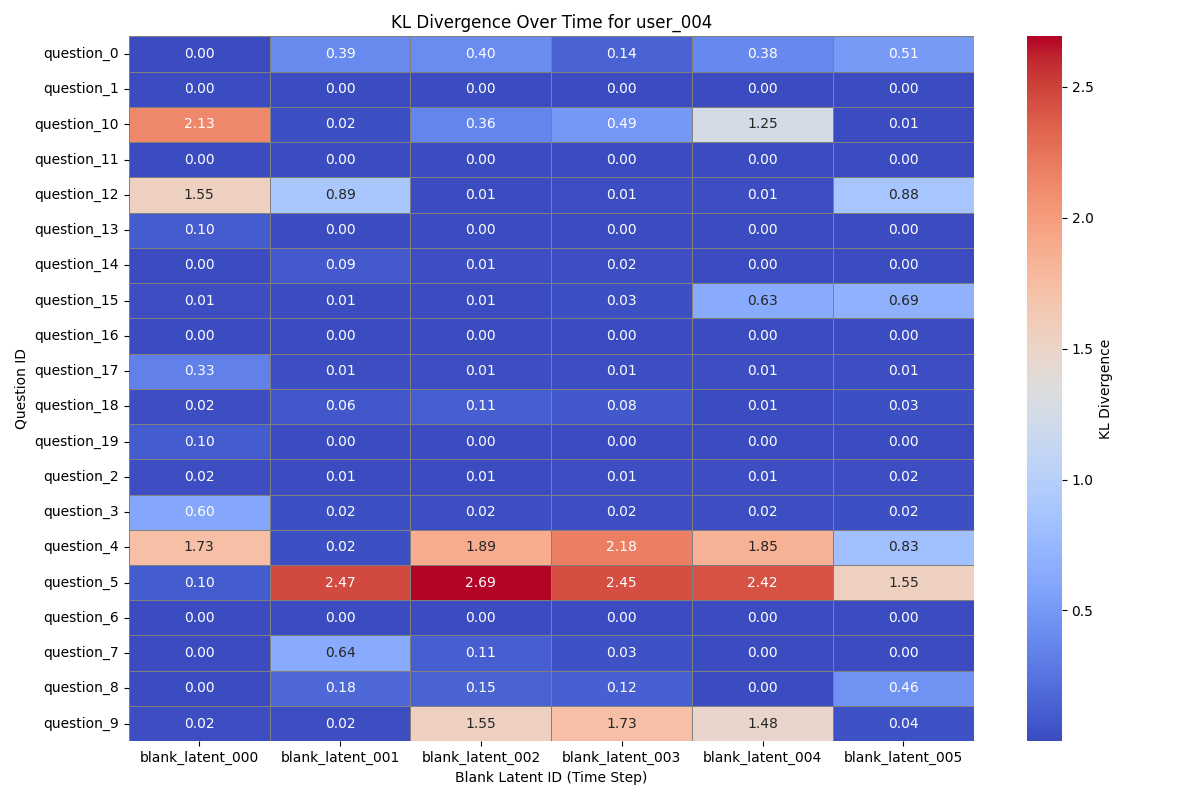 KL Divergence Over Time for user_004
question_0 0.00 0.39 0.40 0.14 0.38 0.51
question_1 0.00 0.00 0.00 0.00 0.00 0.00
question_10 2.13 0.02 0.36 0.49 1.25 0.01
question_11 0.00 0.00 0.00 0.00 0.00 0.00
question_12 1.55 0.89 0.01 0.01 0.01 0.88
question_13 0.10 0.00 0.00 0.00 0.00 0.00
question_14 0.00 0.09 0.01 0.02 0.00 0.00
question_15 0.01 0.01 0.01 0.03 0.63 0.69
question_16 0.00 0.00 0.00 0.00 0.00 0.00
question_17 0.33 0.01 0.01 0.01 0.01 0.01
question_18 0.02 0.06 0.11 0.08 0.01 0.03
question_19 0.10 0.00 0.00 0.00 0.00 0.00
question_2 0.02 0.01 0.01 0.01 0.01 0.02
question_3 0.60 0.02 0.02 0.02 0.02 0.02
question_4 1.73 0.02 1.89 2.18 1.85 0.83
question_5 0.10 2.47 2.69 2.45 2.42 1.55
question_6 0.00 0.00 0.00 0.00 0.00 0.00
question_7 0.00 0.64 0.11 0.03 0.00 0.00
question_8 0.00 0.18 0.15 0.12 0.00 0.46
question_9 0.02 0.02 1.55 1.73 1.48 0.04
blank_latent_000 blank_latent_001 blank_latent_002 blank_latent_003 blank_latent_004 blank_latent_005
Blank Latent ID (Time Step)
Question ID
2.5
2.0
1.5
1.0
0.5
KL Divergence